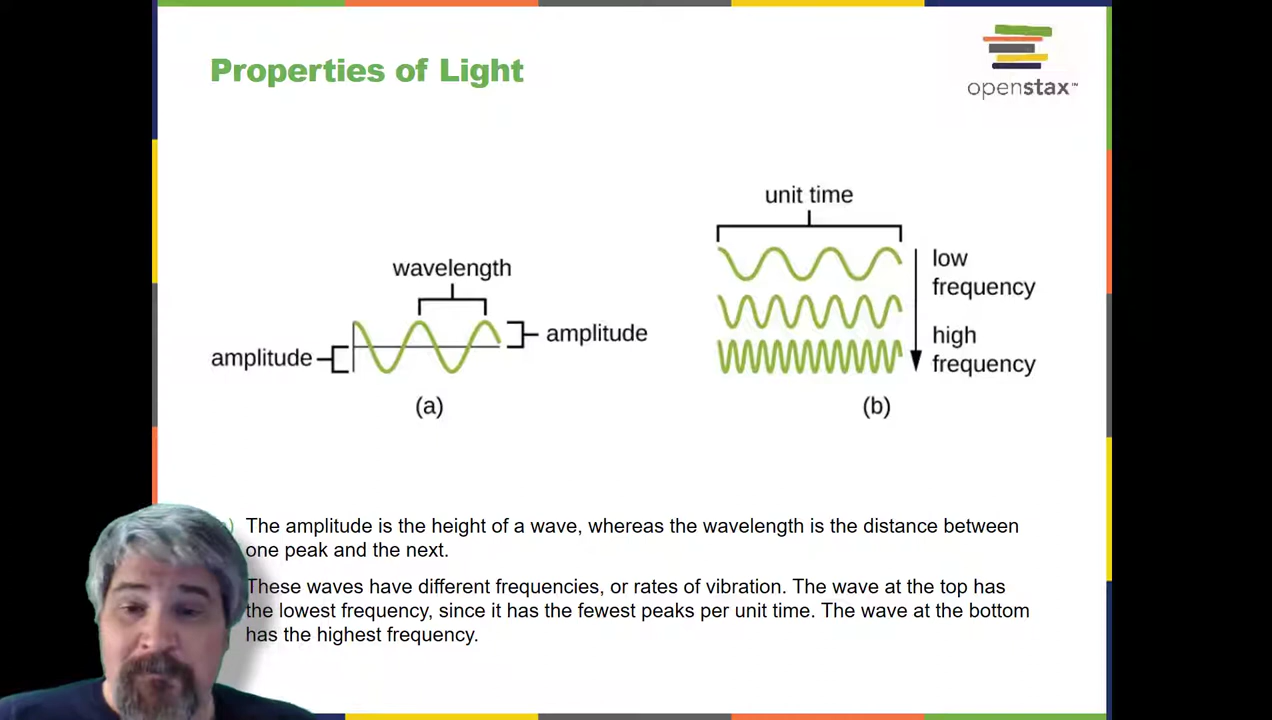 Properties of Light
openstax™
unit time
wavelength
low
frequency
amplitude
amplitude
high
frequency
(a)
(b)
) The amplitude is the height of a wave, whereas the wavelength is the distance between
one peak and the next.
These waves have different frequencies, or rates of vibration. The wave at the top has
the lowest frequency, since it has the fewest peaks per unit time. The wave at the bottom
has the highest frequency.